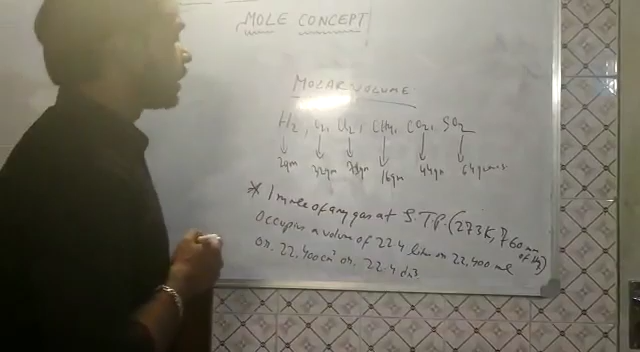 MOLE CONCEPT
MOLAR VOLUME
H2, O2, CH4, CO2, SO2
2gm 32gm 16gm 44gm 64gm
* 1 mole of any gas at S.T.P. (273K, 760 mm of Hg)
Occupies a volume of 22.4 litre or 22,400 ml
or. 22,400 cm3 or. 22.4 dm3